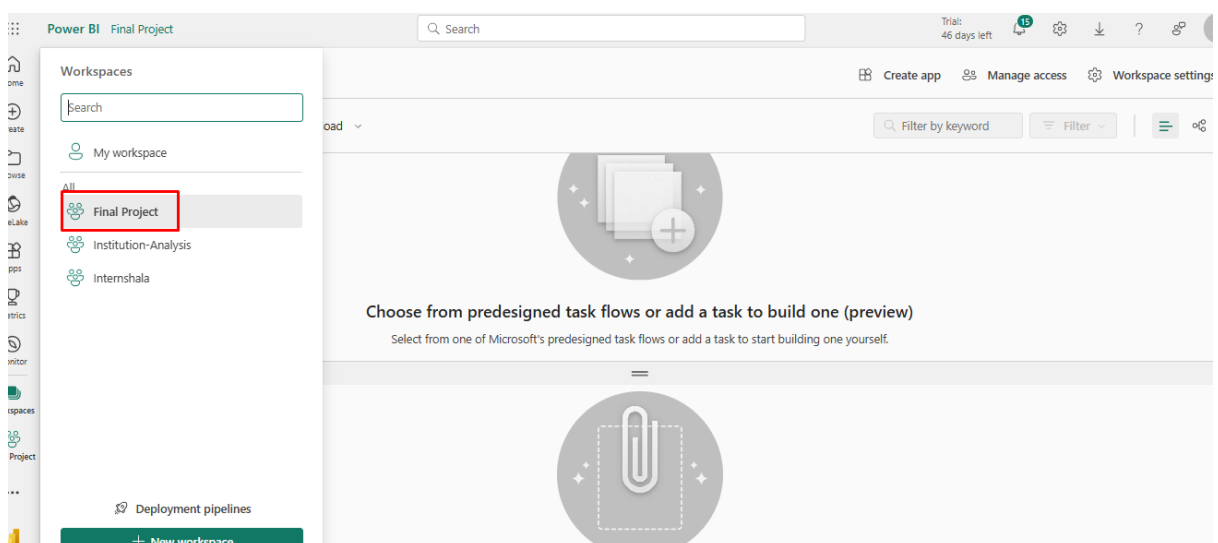 Power BI Final Project
Search
Trial:
46 days left
15
?
Workspaces
Search
My workspace
All
Final Project
Institution-Analysis
Internshala
Deployment pipelines
+ New workspace
Create app Manage access Workspace settings
oad
Filter by keyword Filter
Choose from predesigned task flows or add a task to build one (preview)
Select from one of Microsoft's predesigned task flows or add a task to start building one yourself.
ome
eate
owse
eLake
pps
etrics
onitor
kspaces
Project